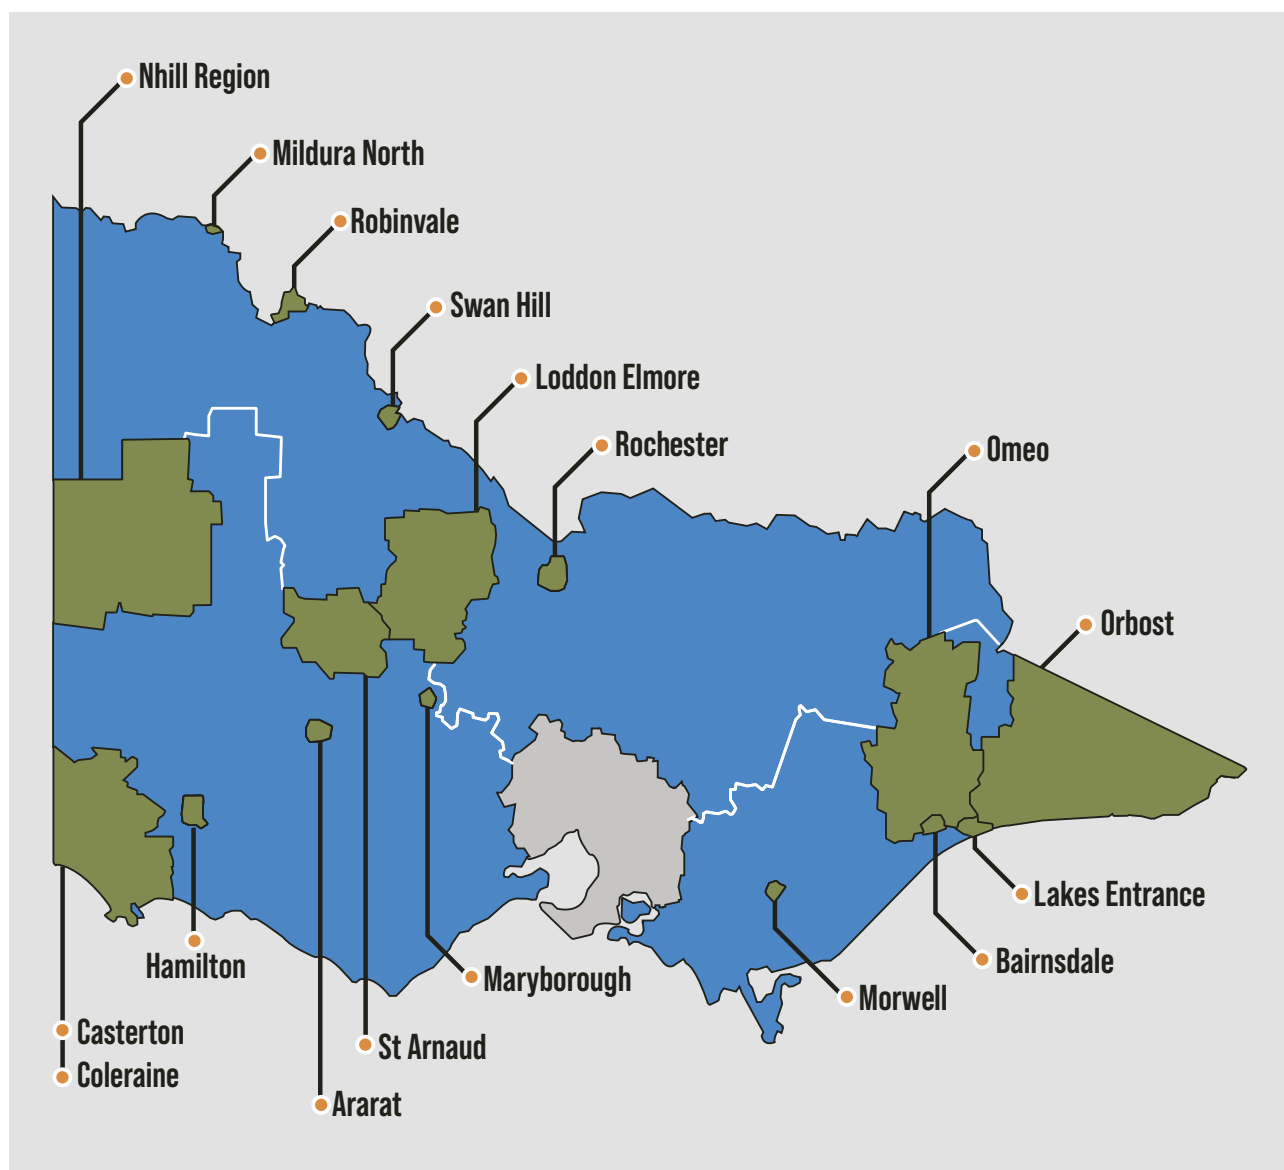 Nhill Region
Mildura North
Robinvale
Swan Hill
Loddon Elmore
Rochester
Omeo
Orbost
Lakes Entrance
Bairnsdale
Hamilton
Maryborough
Morwell
Casterton
St Arnaud
Coleraine
Ararat